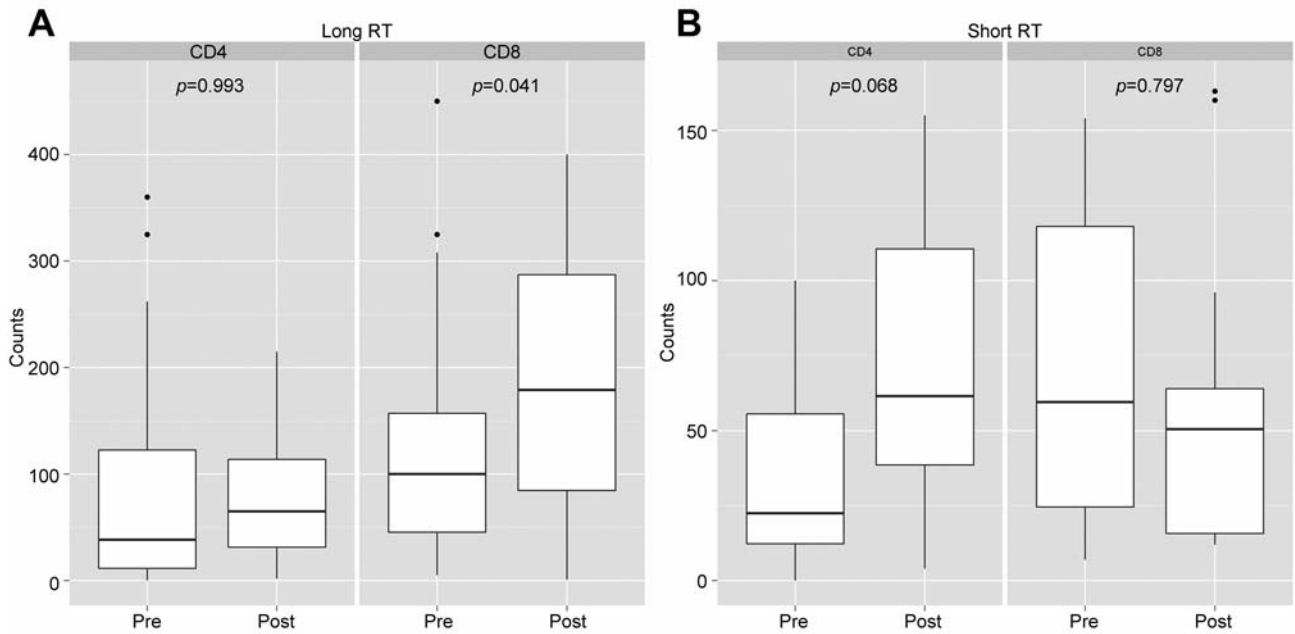 A
Long RT
CD4
CD8
p=0.993
p=0.041
Counts
400
300
200
100
0
Pre
Post
Pre
Post
B
Short RT
CD4
CD8
p=0.068
p=0.797
Counts
150
100
50
0
Pre
Post
Pre
Post